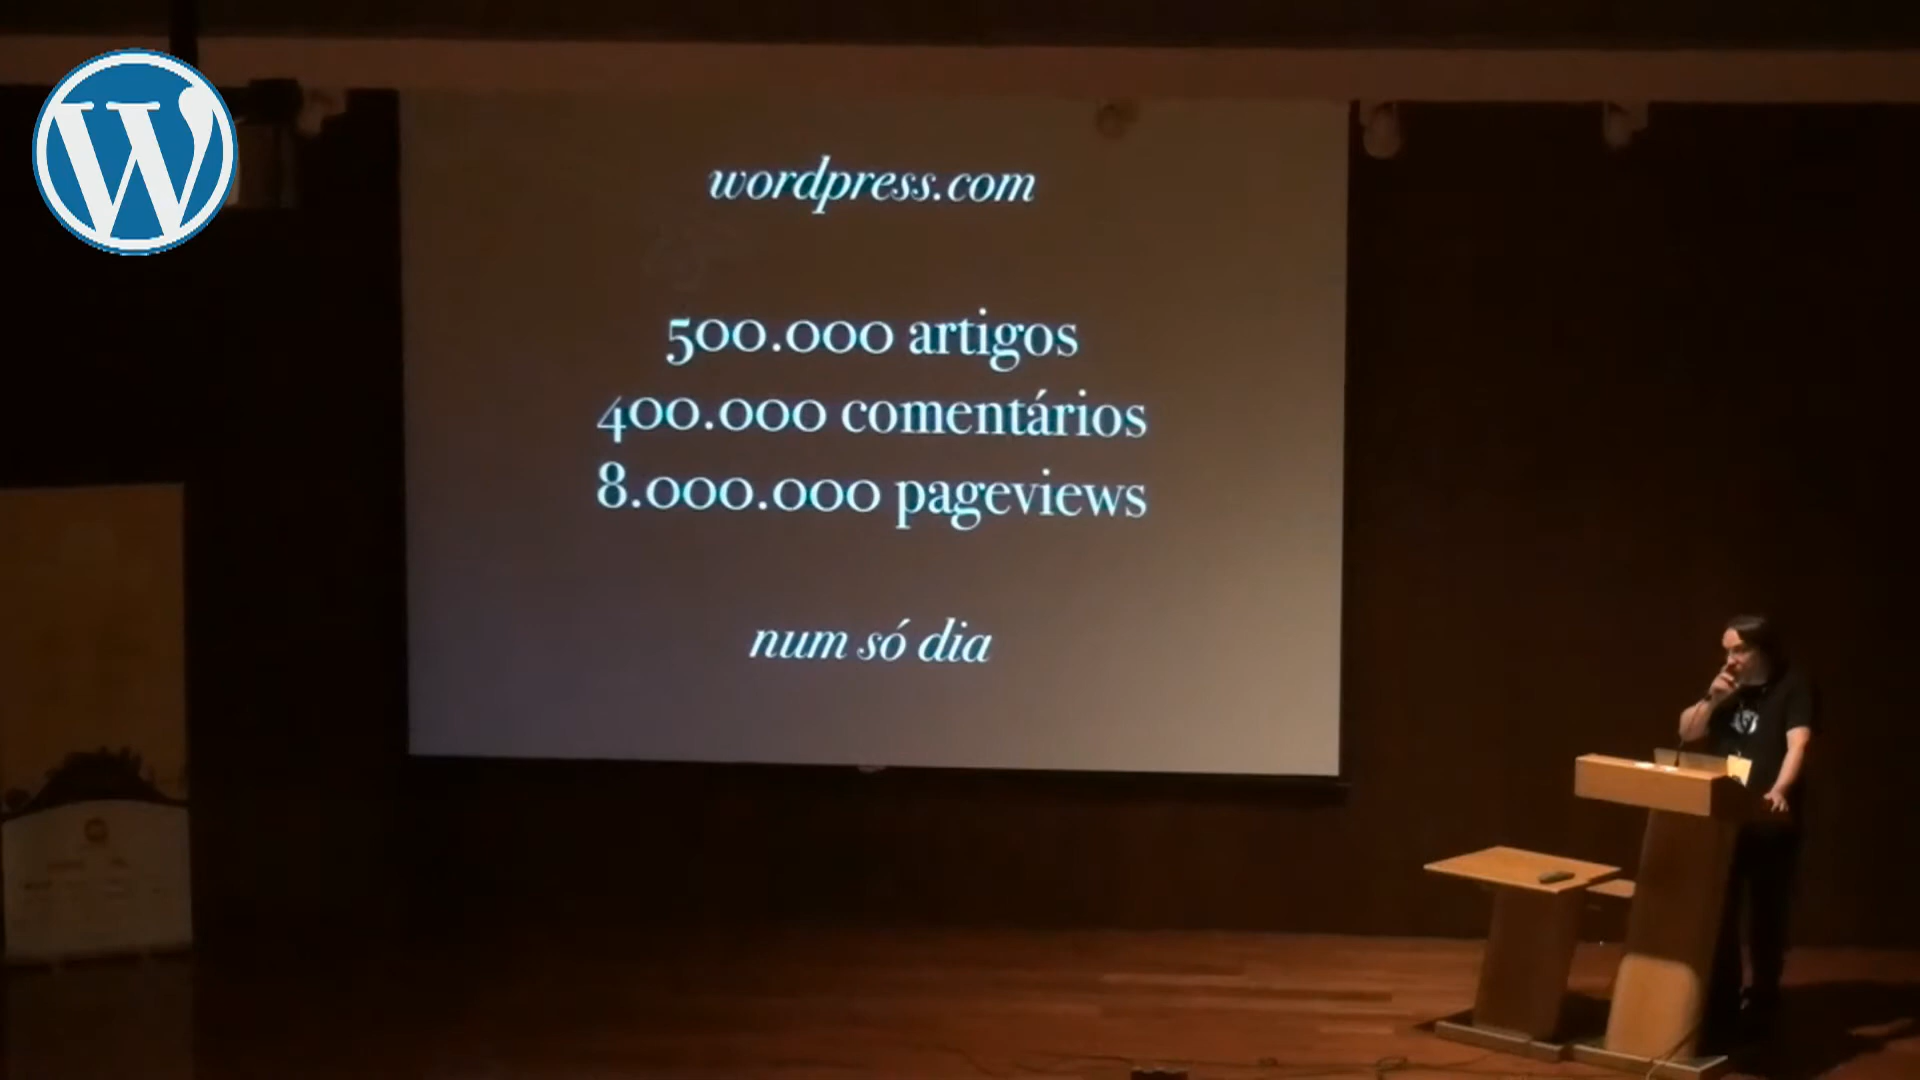 wordpress.com
500.000 artigos
400.000 comentários
8.000.000 pageviews
num só dia